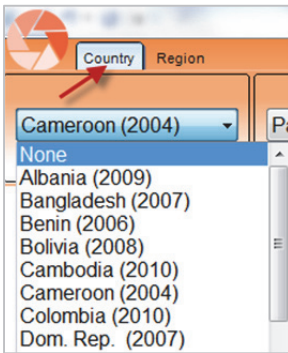 Country Region
Cameroon (2004) Pa
None
Albania (2009)
Bangladesh (2007)
Benin (2006)
Bolivia (2008)
Cambodia (2010)
Cameroon (2004)
Colombia (2010)
Dom. Rep. (2007)